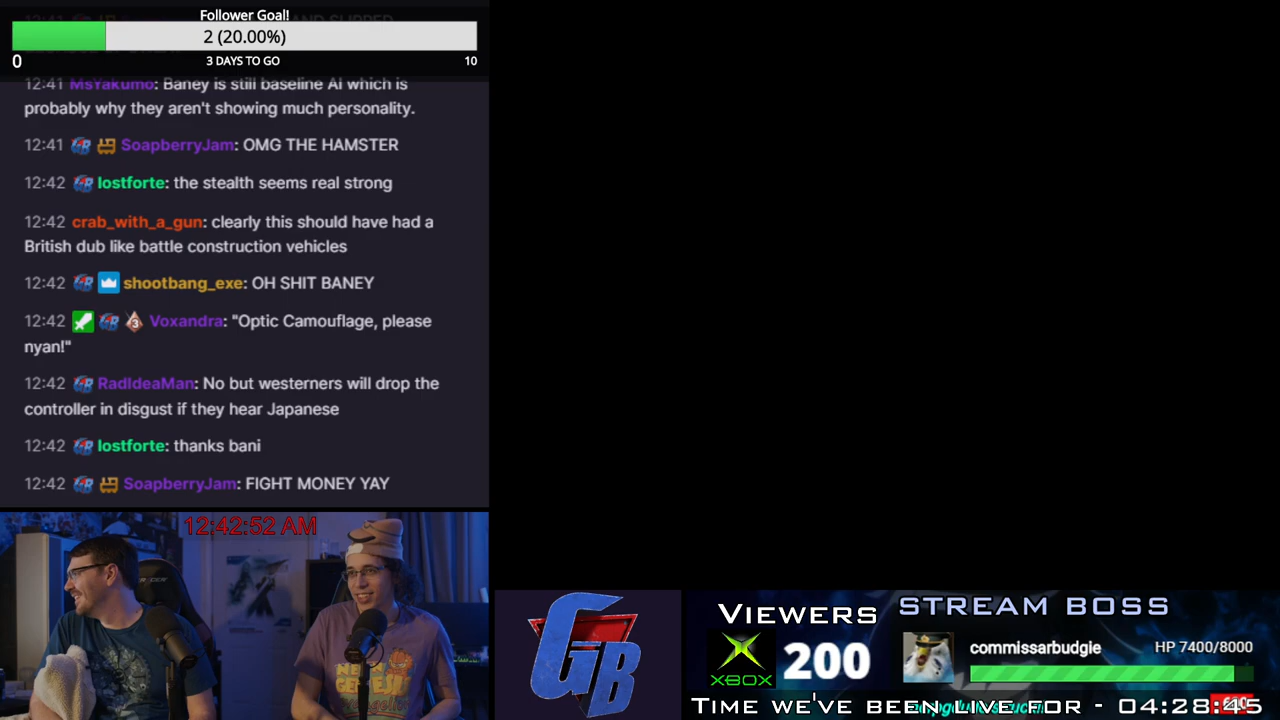 Follower Goal!
2 (20.00%)
0 3 DAYS TO GO 10
12:41 MsYakumo: Baney is still baseline AI which is
probably why they aren't showing much personality.
12:41 SoapberryJam: OMG THE HAMSTER
12:42 lostforte: the stealth seems real strong
12:42 crab_with_a_gun: clearly this should have had a
British dub like battle construction vehicles
12:42 shootbang_exe: OH SHIT BANEY
12:42 3 Voxandra: "Optic Camouflage, please
nyan!"
12:42 RadIdeaMan: No but westerners will drop the
controller in disgust if they hear Japanese
12:42 lostforte: thanks bani
12:42 SoapberryJam: FIGHT MONEY YAY
12:42:52 AM
GB
VIEWERS
XBOX
200
STREAM BOSS
commissarbudgie HP 7400/8000
TIME WE'VE BEEN LIVE FOR - 04:28:45